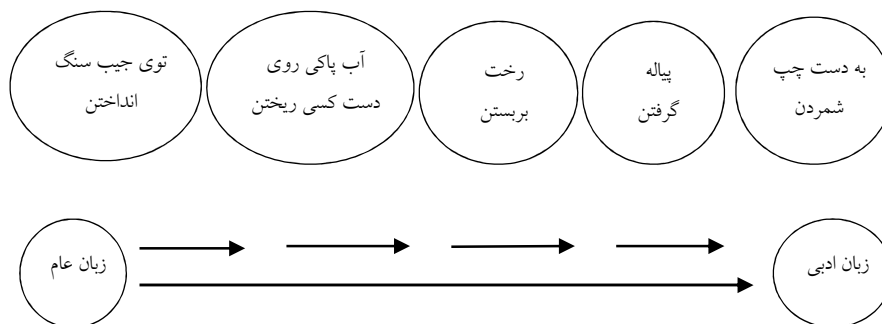 به دست چپ
شمردن
پیاله
گرفتن
رخت
بربستن
آب پاکی روی
دست کسی ریختن
توی جیب سنگ
انداختن
زبان ادبی
زبان عام